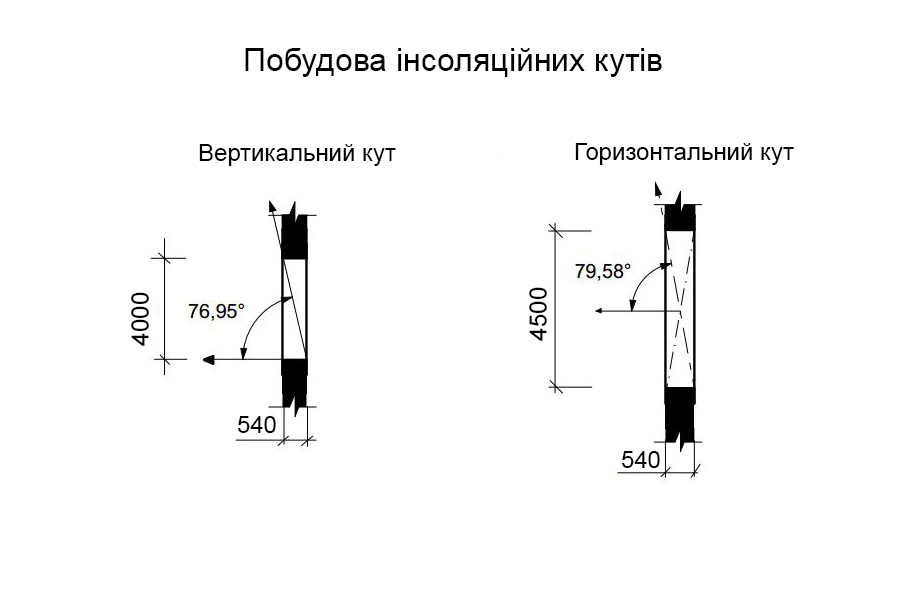 Побудова інсоляційних кутів
Вертикальний кут
Горизонтальний кут
4000
76,95°
540
4500
79,58°
540